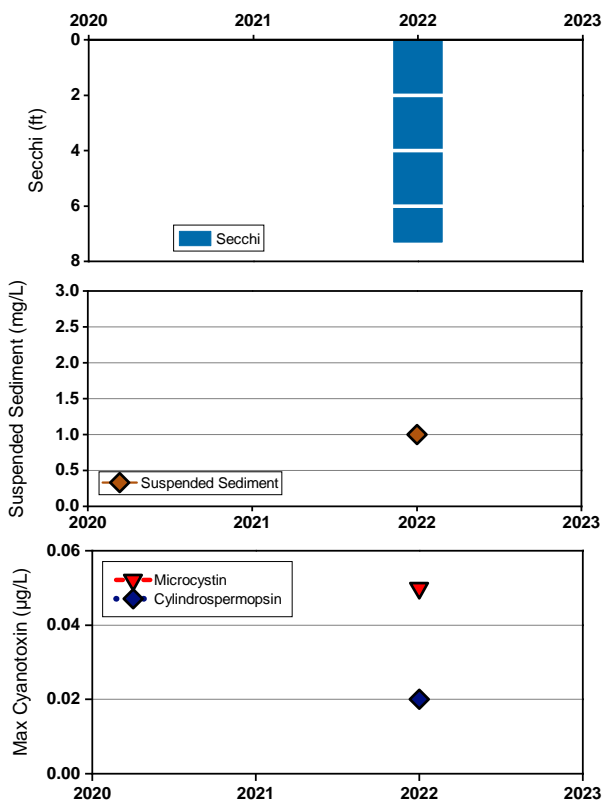 2020 2021 2022 2023
0
2
4
6
8
Secchi (ft)
Secchi
3.0
2.5
2.0
1.5
1.0
0.5
0.0
Suspended Sediment (mg/L)
Suspended Sediment
2020 2021 2022 2023
0.06
0.04
0.02
0.00
Max Cyanotoxin (µg/L)
Microcystin
Cylindrospermopsin
2020 2021 2022 2023